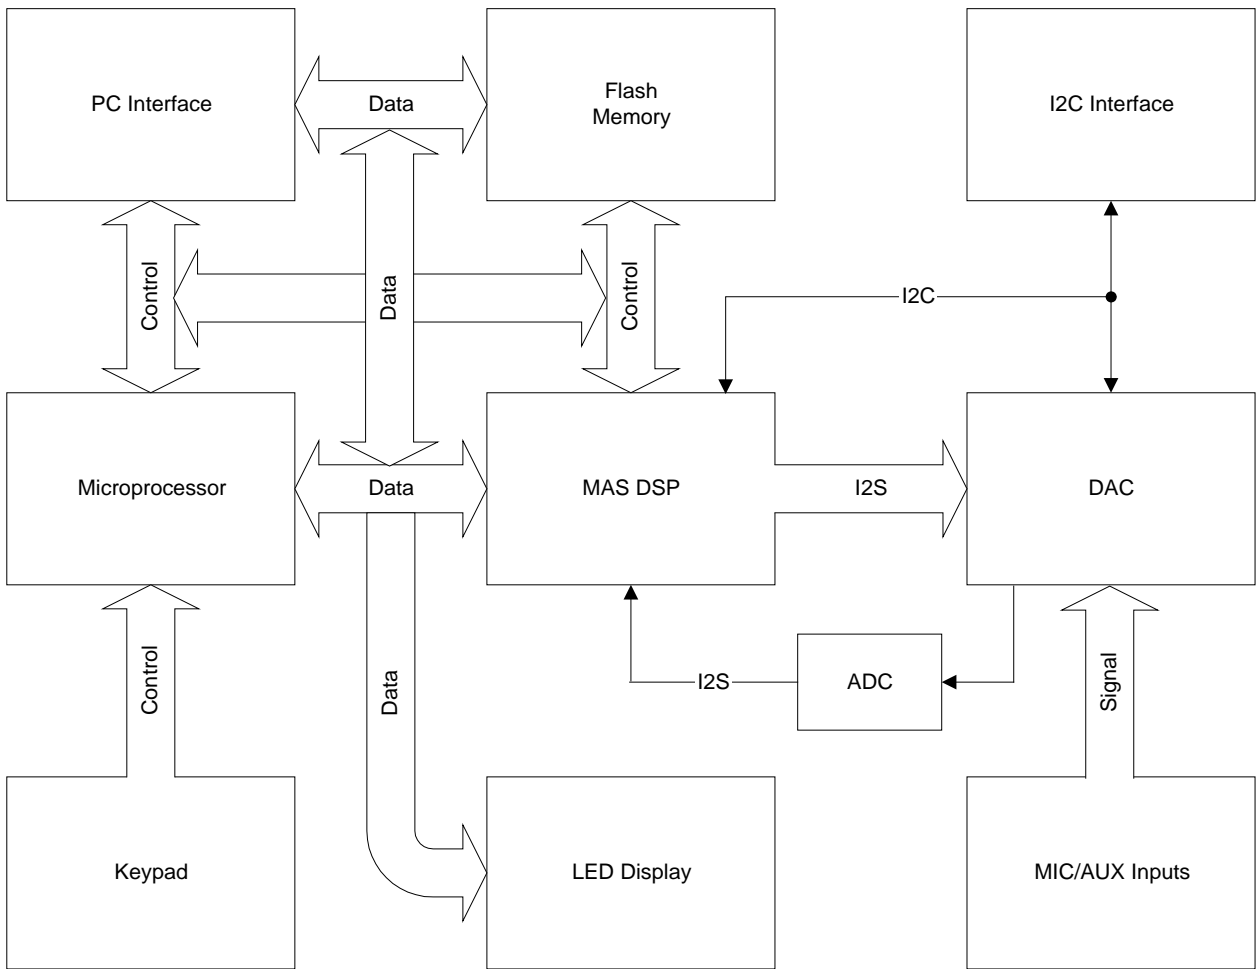 PC Interface
Data
Flash
Memory
I2C Interface
Control
Data
Control
I2C
Microprocessor
Data
MAS DSP
I2S
DAC
Control
Data
I2S
ADC
Signal
Keypad
LED Display
MIC/AUX Inputs